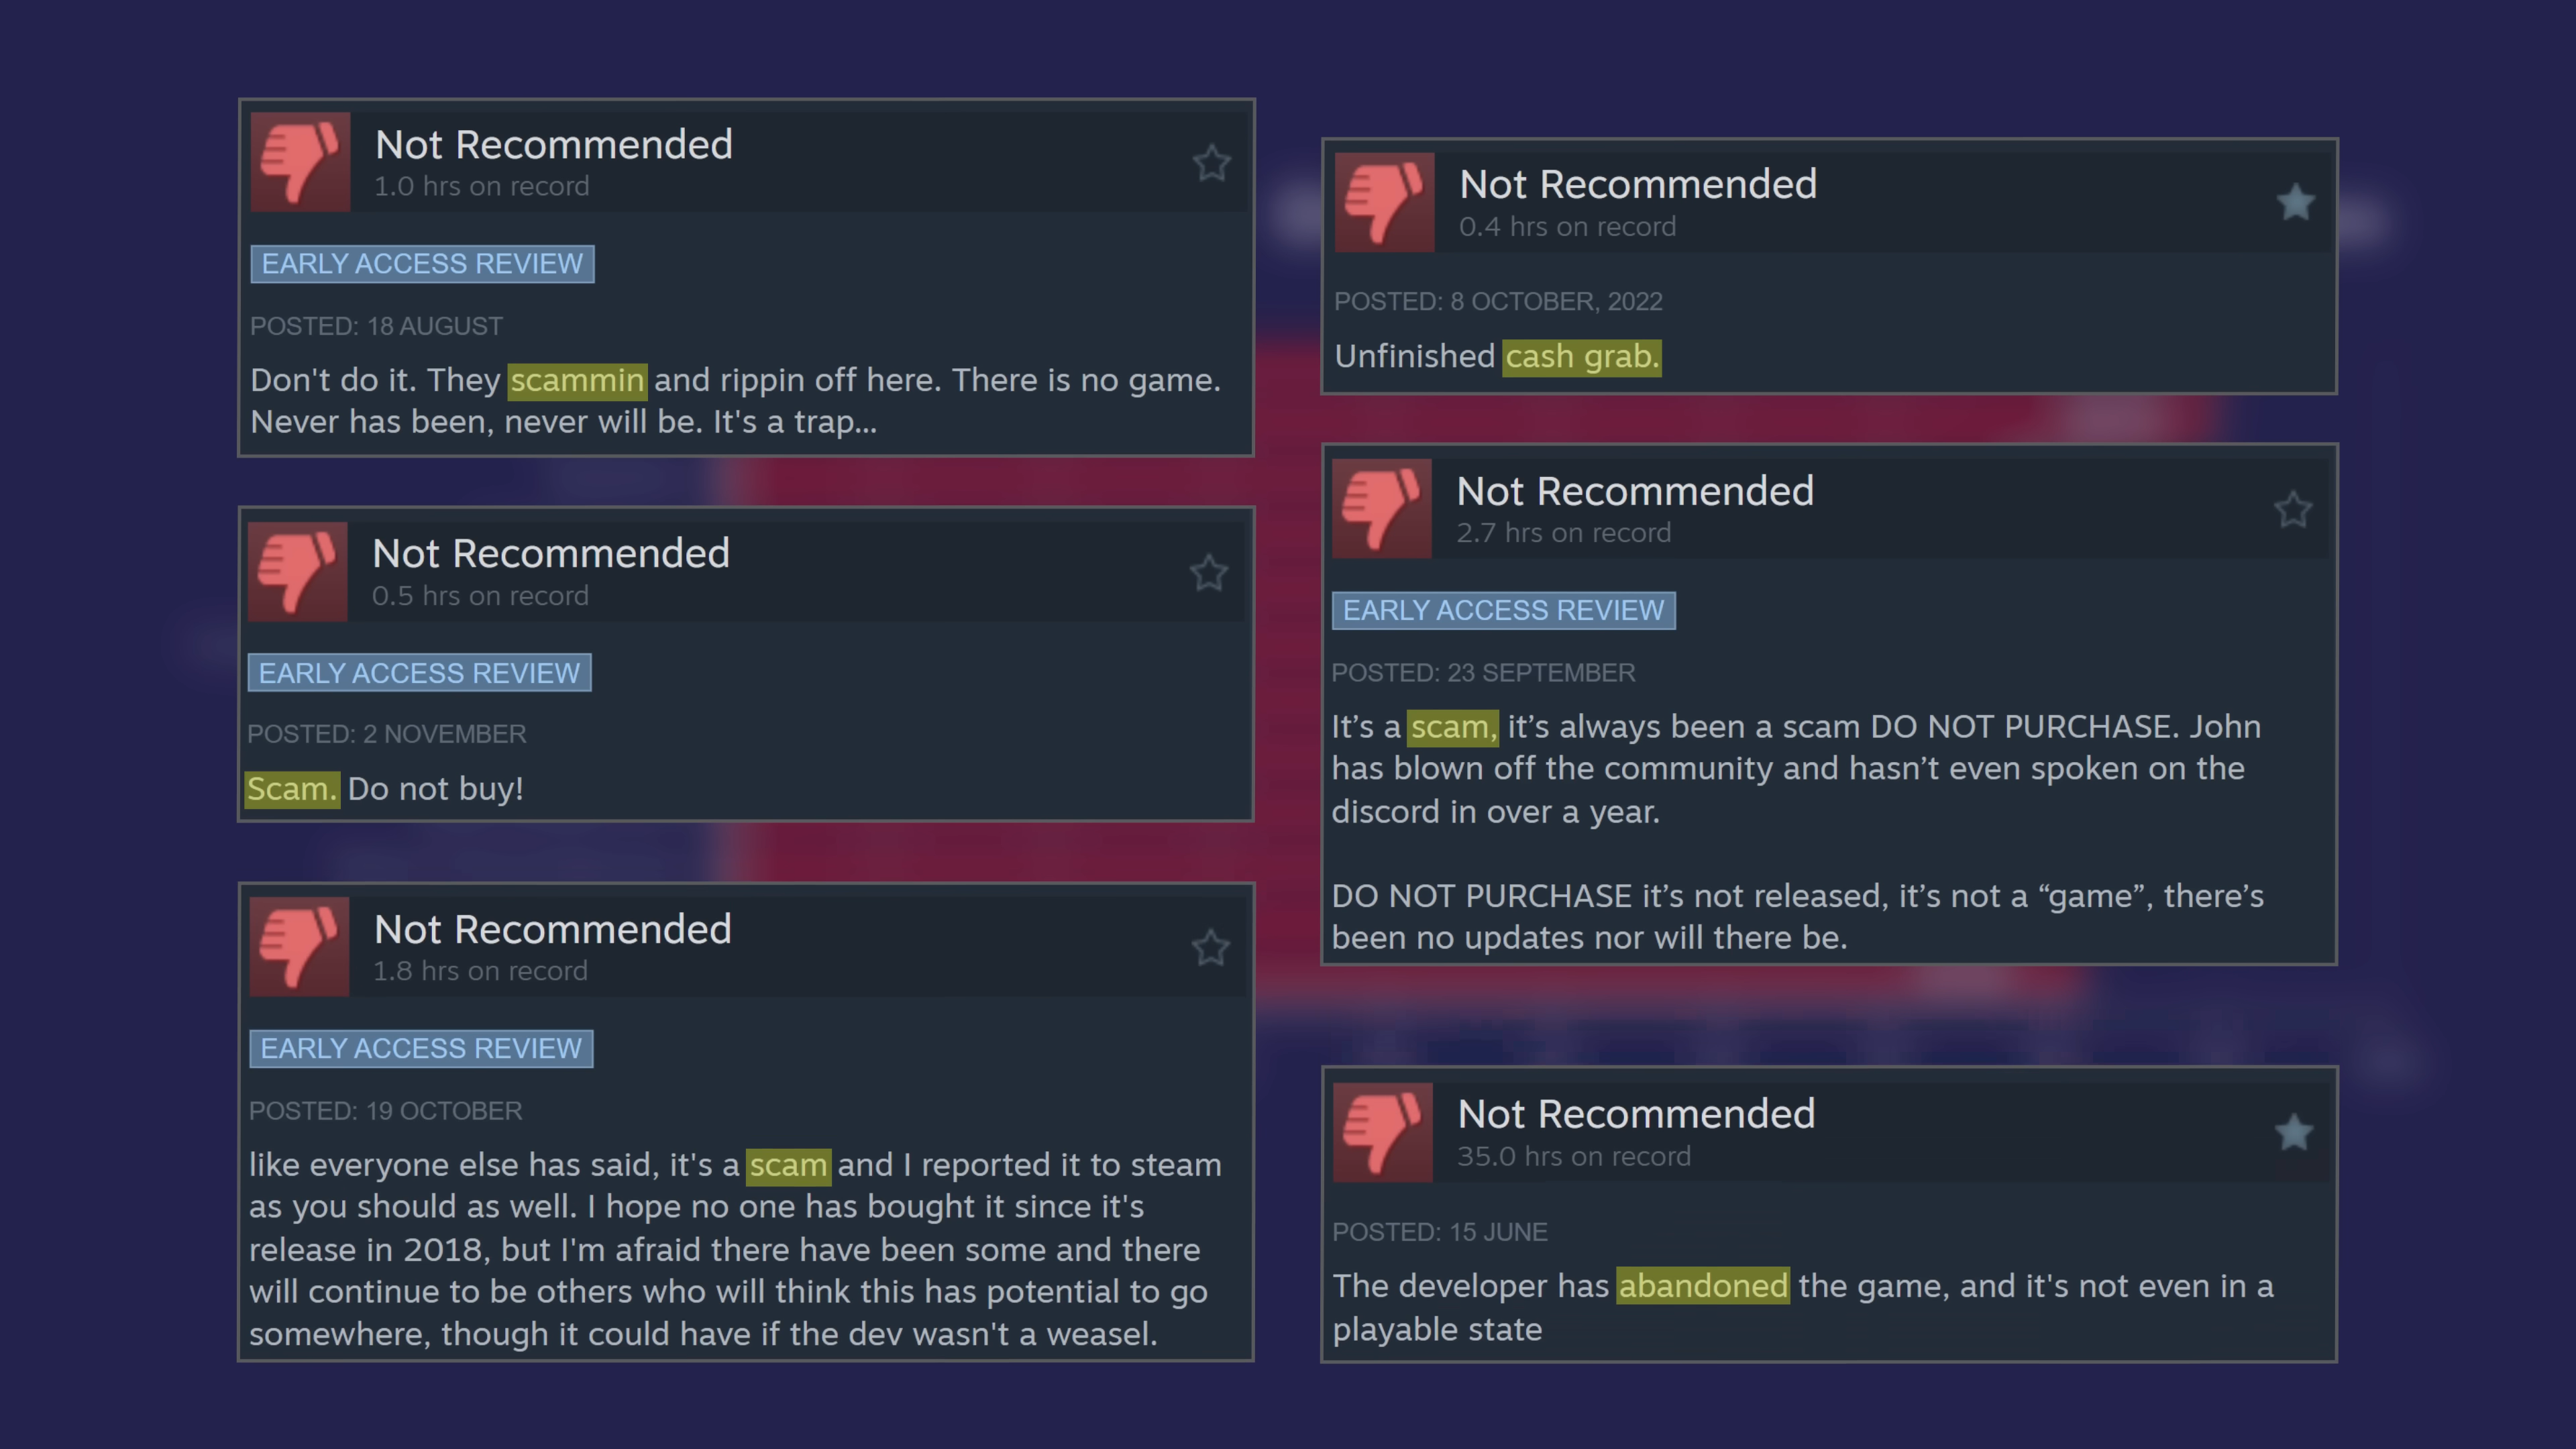 Not Recommended
1.0 hrs on record
EARLY ACCESS REVIEW
POSTED: 18 AUGUST
Don't do it. They scammin and rippin off here. There is no game.
Never has been, never will be. It's a trap...
Not Recommended
0.5 hrs on record
EARLY ACCESS REVIEW
POSTED: 2 NOVEMBER
Scam. Do not buy!
Not Recommended
1.8 hrs on record
EARLY ACCESS REVIEW
POSTED: 19 OCTOBER
like everyone else has said, it's a scam and I reported it to steam
as you should as well. I hope no one has bought it since it's
release in 2018, but I'm afraid there have been some and there
will continue to be others who will think this has potential to go
somewhere, though it could have if the dev wasn't a weasel.
Not Recommended
0.4 hrs on record
POSTED: 8 OCTOBER, 2022
Unfinished cash grab.
Not Recommended
2.7 hrs on record
EARLY ACCESS REVIEW
POSTED: 23 SEPTEMBER
It’s a scam, it’s always been a scam DO NOT PURCHASE. John
has blown off the community and hasn’t even spoken on the
discord in over a year.
DO NOT PURCHASE it’s not released, it’s not a “game”, there’s
been no updates nor will there be.
Not Recommended
35.0 hrs on record
POSTED: 15 JUNE
The developer has abandoned the game, and it's not even in a
playable state